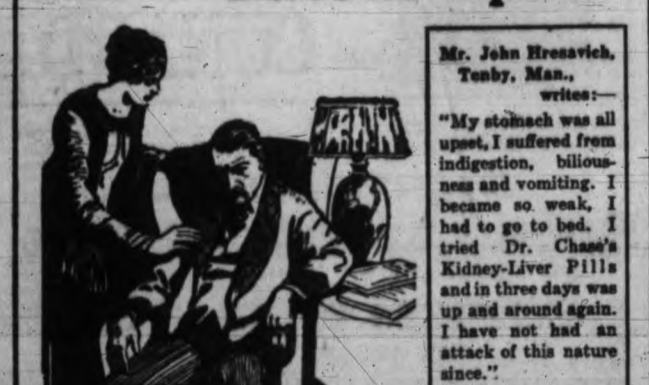 Mr. John Hresavich,
Tenby, Man.,
writes:—
"My stomach was all
upset, I suffered from
indigestion, bilious-
ness and vomiting. I
became so weak, I
had to go to bed. I
tried Dr. Chase's
Kidney-Liver Pills
and in three days was
up and around again.
I have not had an
attack of this nature
since."